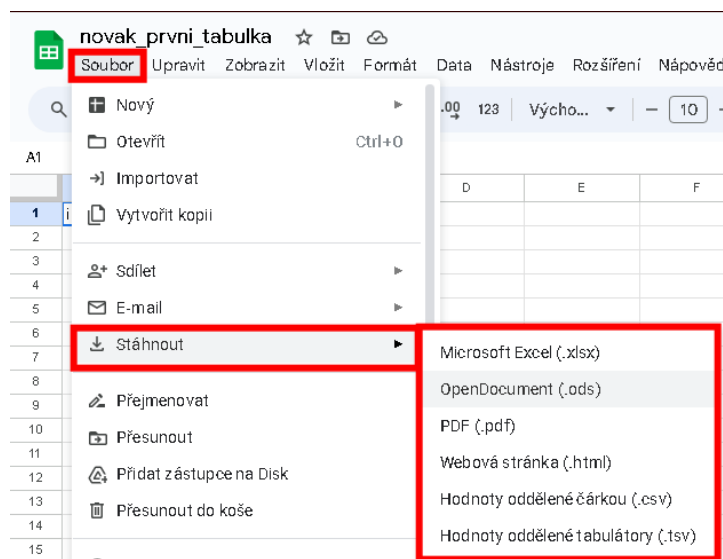 novak_prvni_tabulka
Soubor Upravit Zobrazit Vložit Formát Data Nástroje Rozšíření Nápověd
.00 123 Výcho... 10
A1
D E F
Nový
Otevřít Ctrl+O
Importovat
Vytvořit kopii
Sdílet
E-mail
Stáhnout
Přejmenovat
Přesunout
Přidat zástupce na Disk
Přesunout do koše
Microsoft Excel (.xlsx)
OpenDocument (.ods)
PDF (.pdf)
Webová stránka (.html)
Hodnoty oddělené čárkou (.csv)
Hodnoty oddělené tabulátory (.tsv)
1 i
2
3
4
5
6
7
8
9
10
11
12
13
14
15